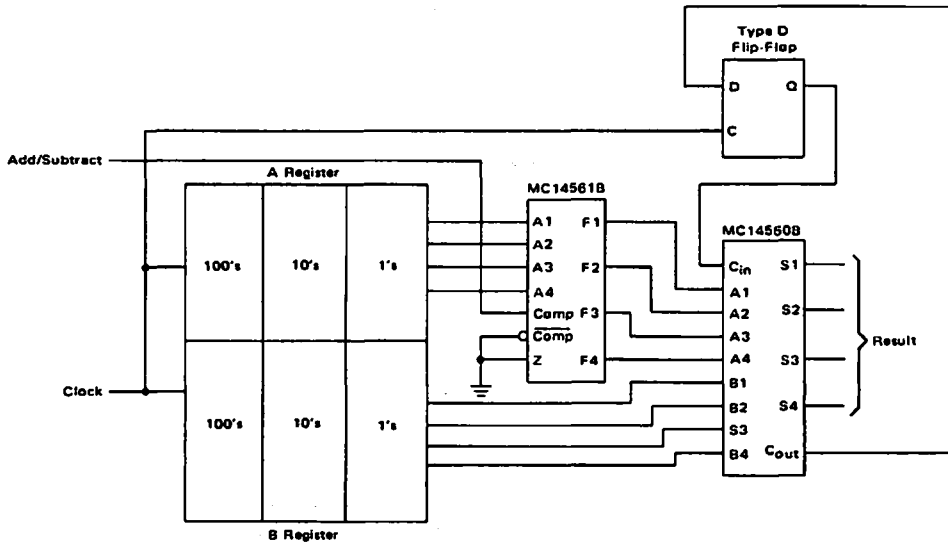 Type D
Flip-Flop
D Q
C
Add/Subtract
A Register
100's 10's 1's
Clock
100's 10's 1's
B Register
MC14561B
A1 F1
A2
A3 F2
A4
Comp F3
Comp
Z F4
MC14560B
Cin S1
A1
A2 S2
A3
A4 S3
B1
B2 S4
S3
B4 Cout
Result